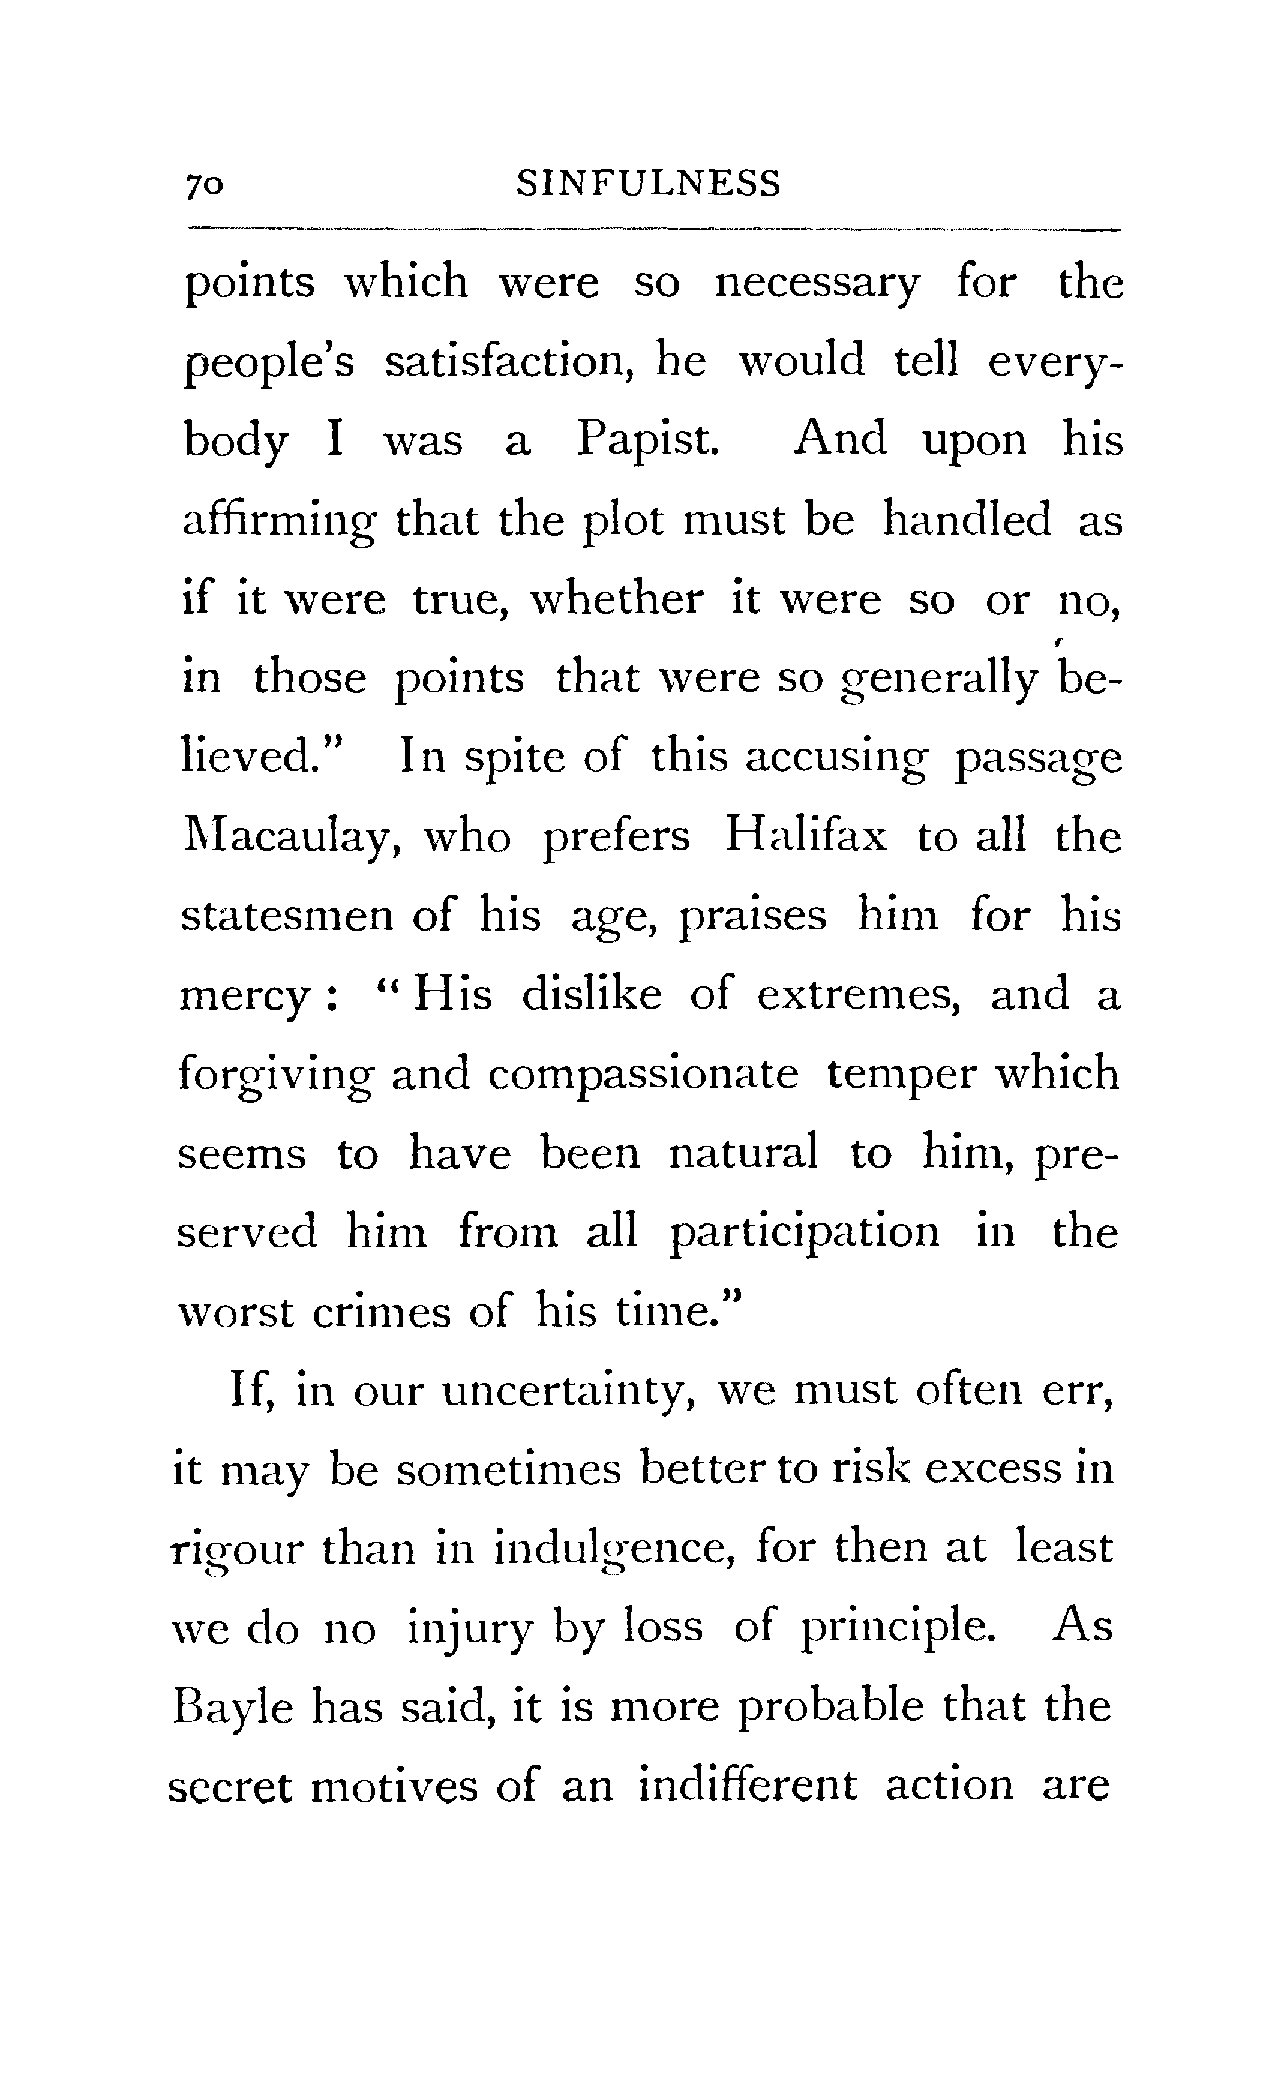 70 SINFULNESS
points which were so necessary for the
people's satisfaction, he would tell every-
body I was a Papist. And upon his
affirming that the plot must be handled as
if it were true, whether it were so or no,
in those points that were so generally be-
lieved." In spite of this accusing passage
Macaulay, who prefers Halifax to all the
statesmen of his age, praises him for his
mercy : " His dislike of extremes, and a
forgiving and compassionate temper which
seems to have been natural to him, pre-
served him from all participation in the
worst crimes of his time."
If, in our uncertainty, we must often err,
it may be sometimes better to risk excess in
rigour than in indulgence, for then at least
we do no injury by loss of principle. As
Bayle has said, it is more probable that the
secret motives of an indifferent action are